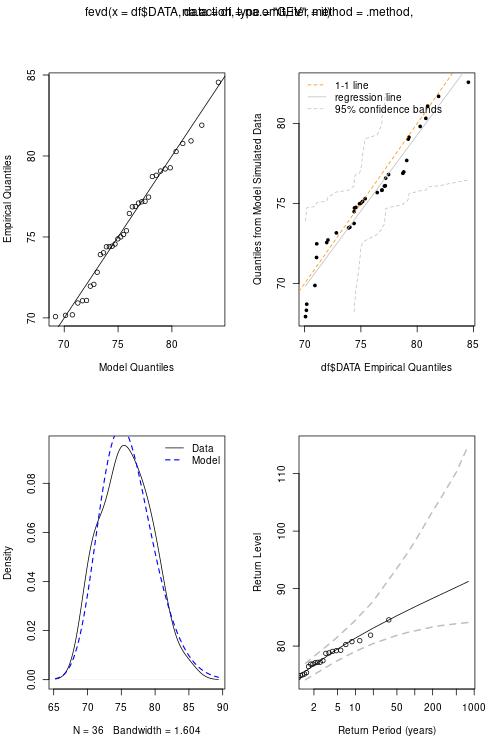 fevd(x = df$DATA,
method = .method,
85
80
75
70
Empirical Quantiles
70
75
80
Model Quantiles
1-1 line
regression line
95% confidence bands
80
75
70
Quantiles from Model Simulated Data
70
75
80
85
df$DATA Empirical Quantiles
Data
Model
0.08
0.06
0.04
0.02
0.00
Density
65
70
75
80
85
90
N = 36 Bandwidth = 1.604
110
100
90
80
Return Level
2
5
10
50
200
1000
Return Period (years)